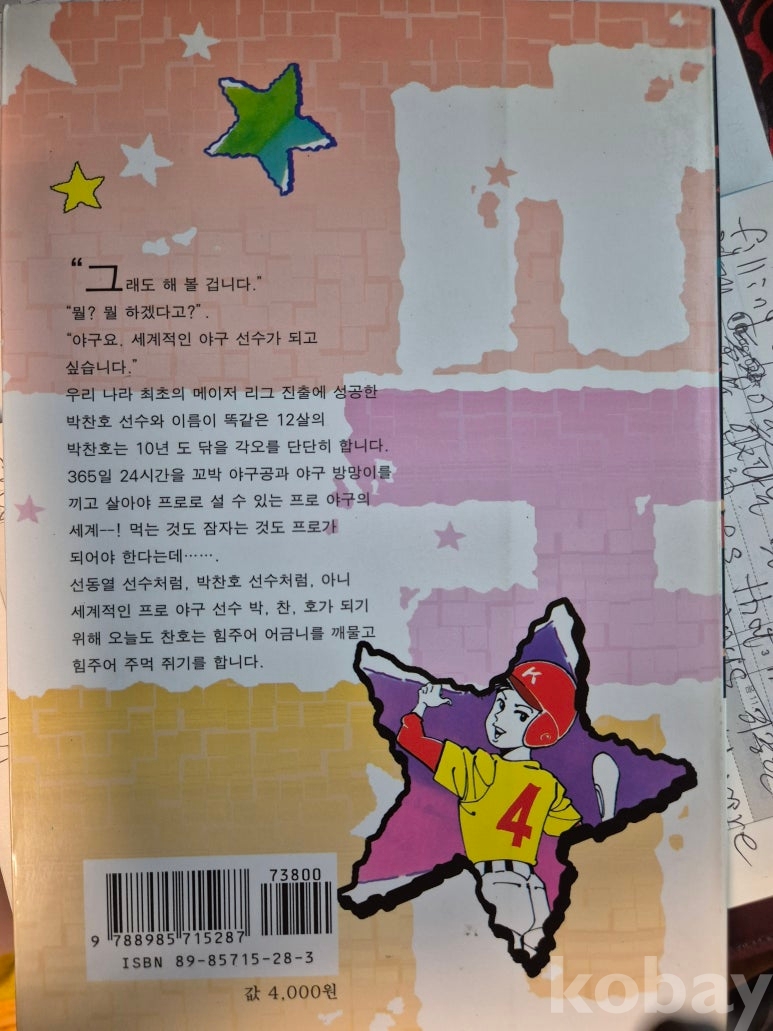 “그래도 해 볼 겁니다.”
“뭘? 뭘 하겠다고?”.
“야구요. 세계적인 야구 선수가 되고
싶습니다.”
우리 나라 최초의 메이저 리그 진출에 성공한
박찬호 선수와 이름이 똑같은 12살의
박찬호는 10년 도 닦을 각오를 단단히 합니다.
365일 24시간을 꼬박 야구공과 야구 방망이를
끼고 살아야 프로로 설 수 있는 프로 야구의
세계--! 먹는 것도 잠자는 것도 프로가
되어야 한다는데…….
선동열 선수처럼, 박찬호 선수처럼, 아니
세계적인 프로 야구 선수 박, 찬, 호가 되기
위해 오늘도 찬호는 힘주어 어금니를 깨물고
힘주어 주먹 쥐기를 합니다.
K
4
73800
9 788985 715287
ISBN 89-85715-28-3
값 4,000원
filling
kobay